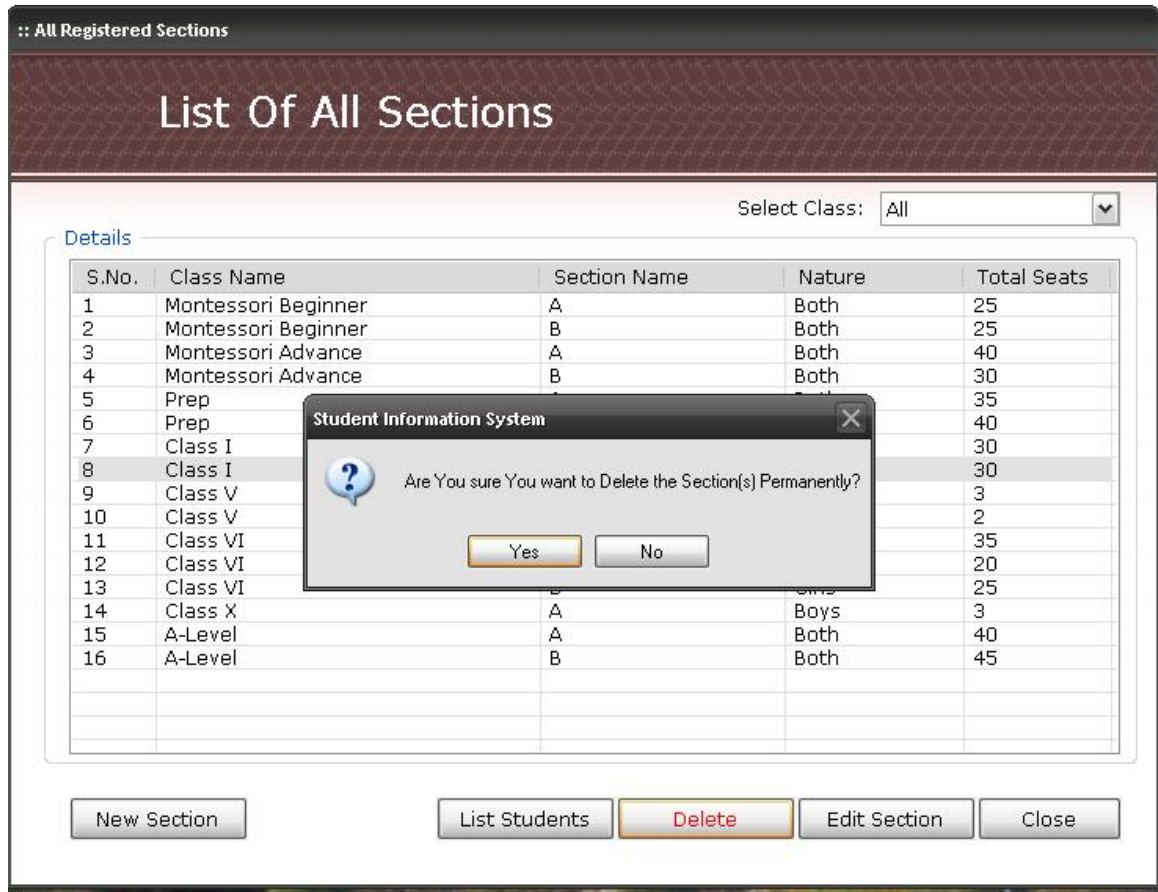 :: All Registered Sections
List Of All Sections
Select Class: All
Details
S.No. Class Name Section Name Nature Total Seats
1 Montessori Beginner A Both 25
2 Montessori Beginner B Both 25
3 Montessori Advance A Both 40
4 Montessori Advance B Both 30
5 Prep 35
6 Prep 40
7 Class I 30
8 Class I 30
9 Class V 3
10 Class V 2
11 Class VI 35
12 Class VI 20
13 Class VI 25
14 Class X A Boys 3
15 A-Level A Both 40
16 A-Level B Both 45
Student Information System
Are You sure You want to Delete the Section(s) Permanently?
Yes No
New Section List Students Delete Edit Section Close